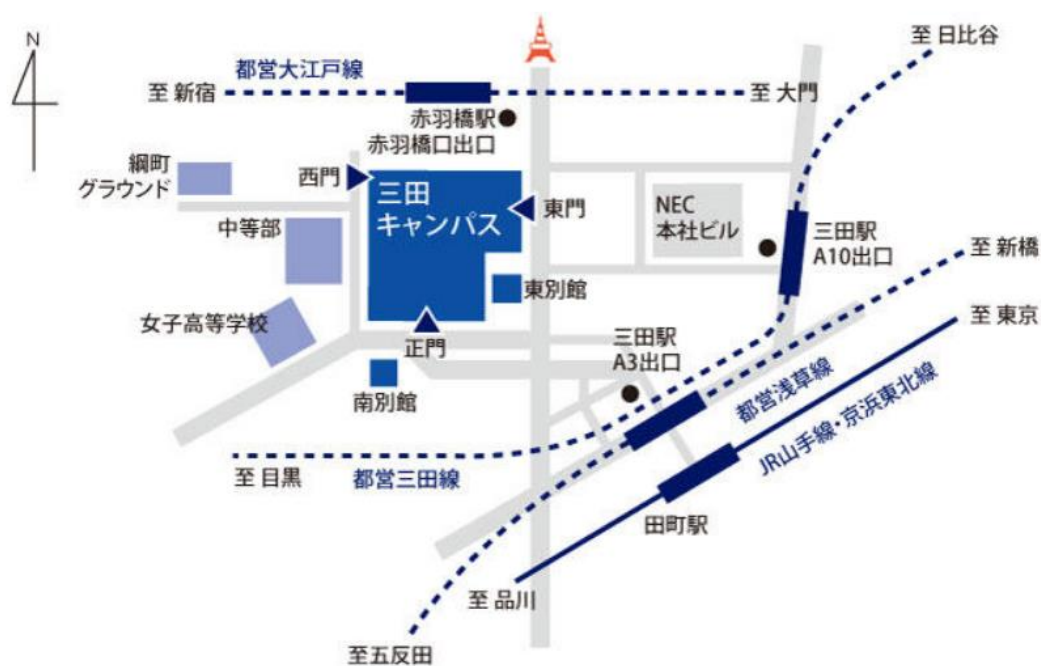 N
至 日比谷
都営大江戸線
至 新宿
至 大門
赤羽橋駅
赤羽橋口出口
綱町
グラウンド
西門
三田
キャンパス
東門
NEC
本社ビル
中等部
三田駅
A10出口
至 新橋
東別館
女子高等学校
正門
三田駅
A3出口
至 東京
南別館
都営浅草線
JR山手線・京浜東北線
至 目黒
都営三田線
田町駅
至 品川
至五反田